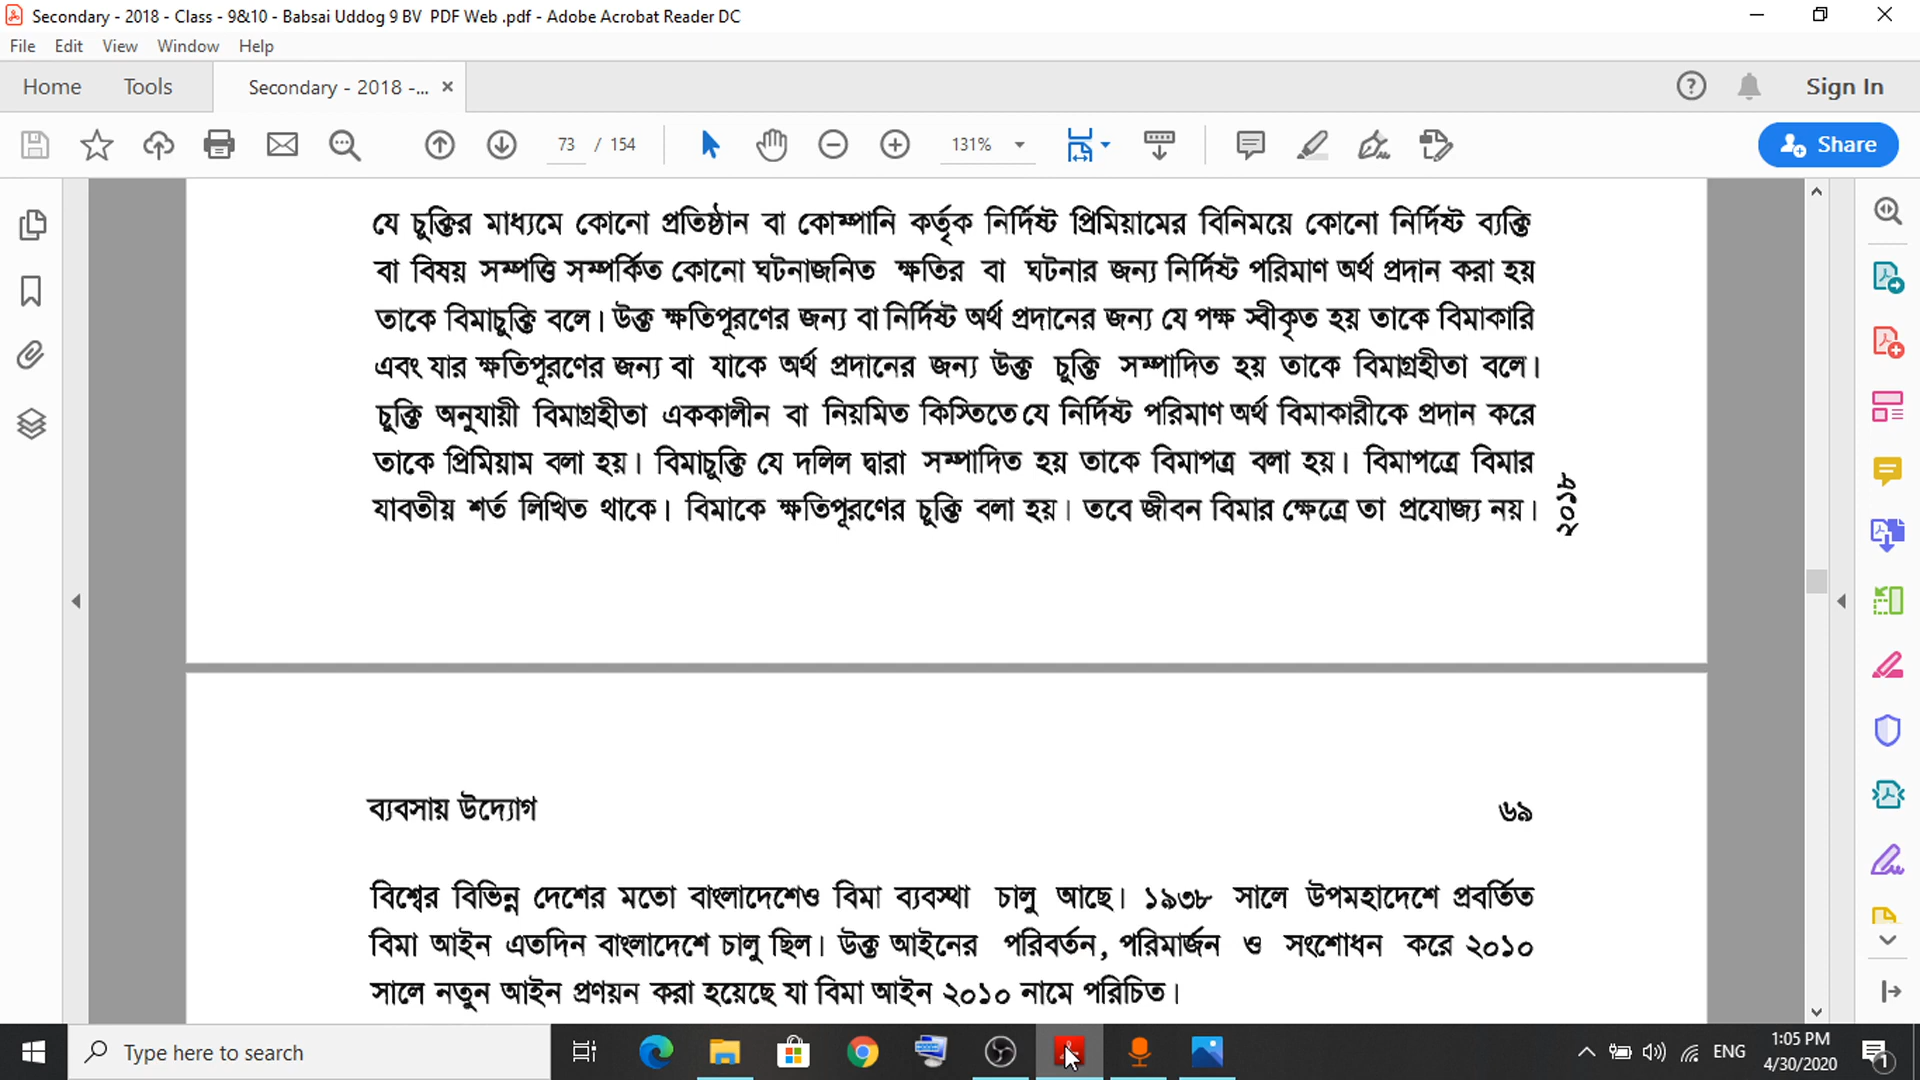 Secondary - 2018 - Class - 9&10 - Babsai Uddog 9 BV  PDF Web .pdf - Adobe Acrobat Reader DC
File Edit View Window Help
Home Tools Secondary - 2018 -... × Sign In
73 / 154 131% Share
যে চুক্তির মাধ্যমে কোনো প্রতিষ্ঠান বা কোম্পানি কর্তৃক নির্দিষ্ট প্রিমিয়ামের বিনিময়ে কোনো নির্দিষ্ট ব্যক্তি
বা বিষয় সম্পত্তি সম্পর্কিত কোনো ঘটনাজনিত ক্ষতির বা ঘটনার জন্য নির্দিষ্ট পরিমাণ অর্থ প্রদান করা হয়
তাকে বিমাচুক্তি বলে। উক্ত ক্ষতিপূরণের জন্য বা নির্দিষ্ট অর্থ প্রদানের জন্য যে পক্ষ স্বীকৃত হয় তাকে বিমাকারি
এবং যার ক্ষতিপূরণের জন্য বা যাকে অর্থ প্রদানের জন্য উক্ত চুক্তি সম্পাদিত হয় তাকে বিমাগ্রহীতা বলে।
চুক্তি অনুযায়ী বিমাগ্রহীতা এককালীন বা নিয়মিত কিস্তিতে যে নির্দিষ্ট পরিমাণ অর্থ বিমাকারীকে প্রদান করে
তাকে প্রিমিয়াম বলা হয়। বিমাচুক্তি যে দলিল দ্বারা সম্পাদিত হয় তাকে বিমাপত্র বলা হয়। বিমাপত্রে বিমার
যাবতীয় শর্ত লিখিত থাকে। বিমাকে ক্ষতিপূরণের চুক্তি বলা হয়। তবে জীবন বিমার ক্ষেত্রে তা প্রযোজ্য নয়।
২০১৮
ব্যবসায় উদ্যোগ ৬৯
বিশ্বের বিভিন্ন দেশের মতো বাংলাদেশেও বিমা ব্যবস্থা চালু আছে। ১৯৩৮ সালে উপমহাদেশে প্রবর্তিত
বিমা আইন এতদিন বাংলাদেশে চালু ছিল। উক্ত আইনের পরিবর্তন, পরিমার্জন ও সংশোধন করে ২০১০
সালে নতুন আইন প্রণয়ন করা হয়েছে যা বিমা আইন ২০১০ নামে পরিচিত।
Type here to search ENG 1:05 PM
4/30/2020 1